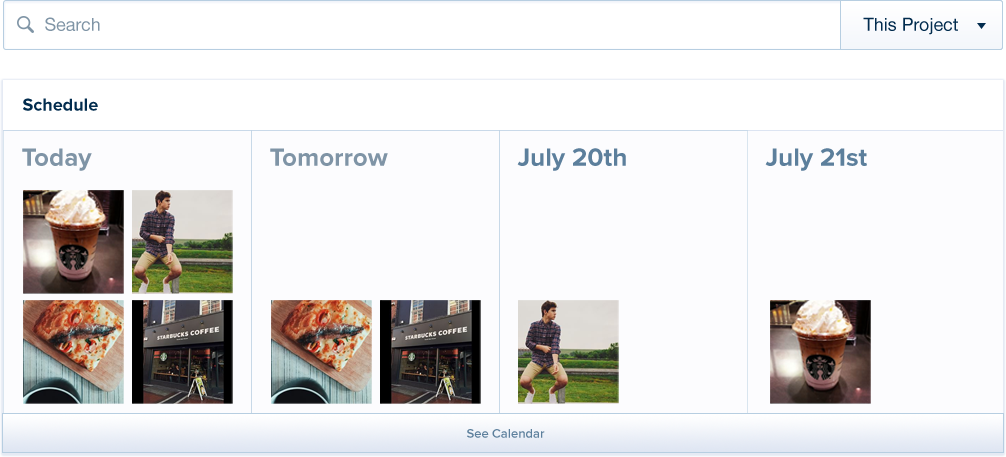 Search
This Project
Schedule
Today
Tomorrow
July 20th
July 21st
STARBUCKS COFFEE
STARBUCKS COFFEE
See Calendar